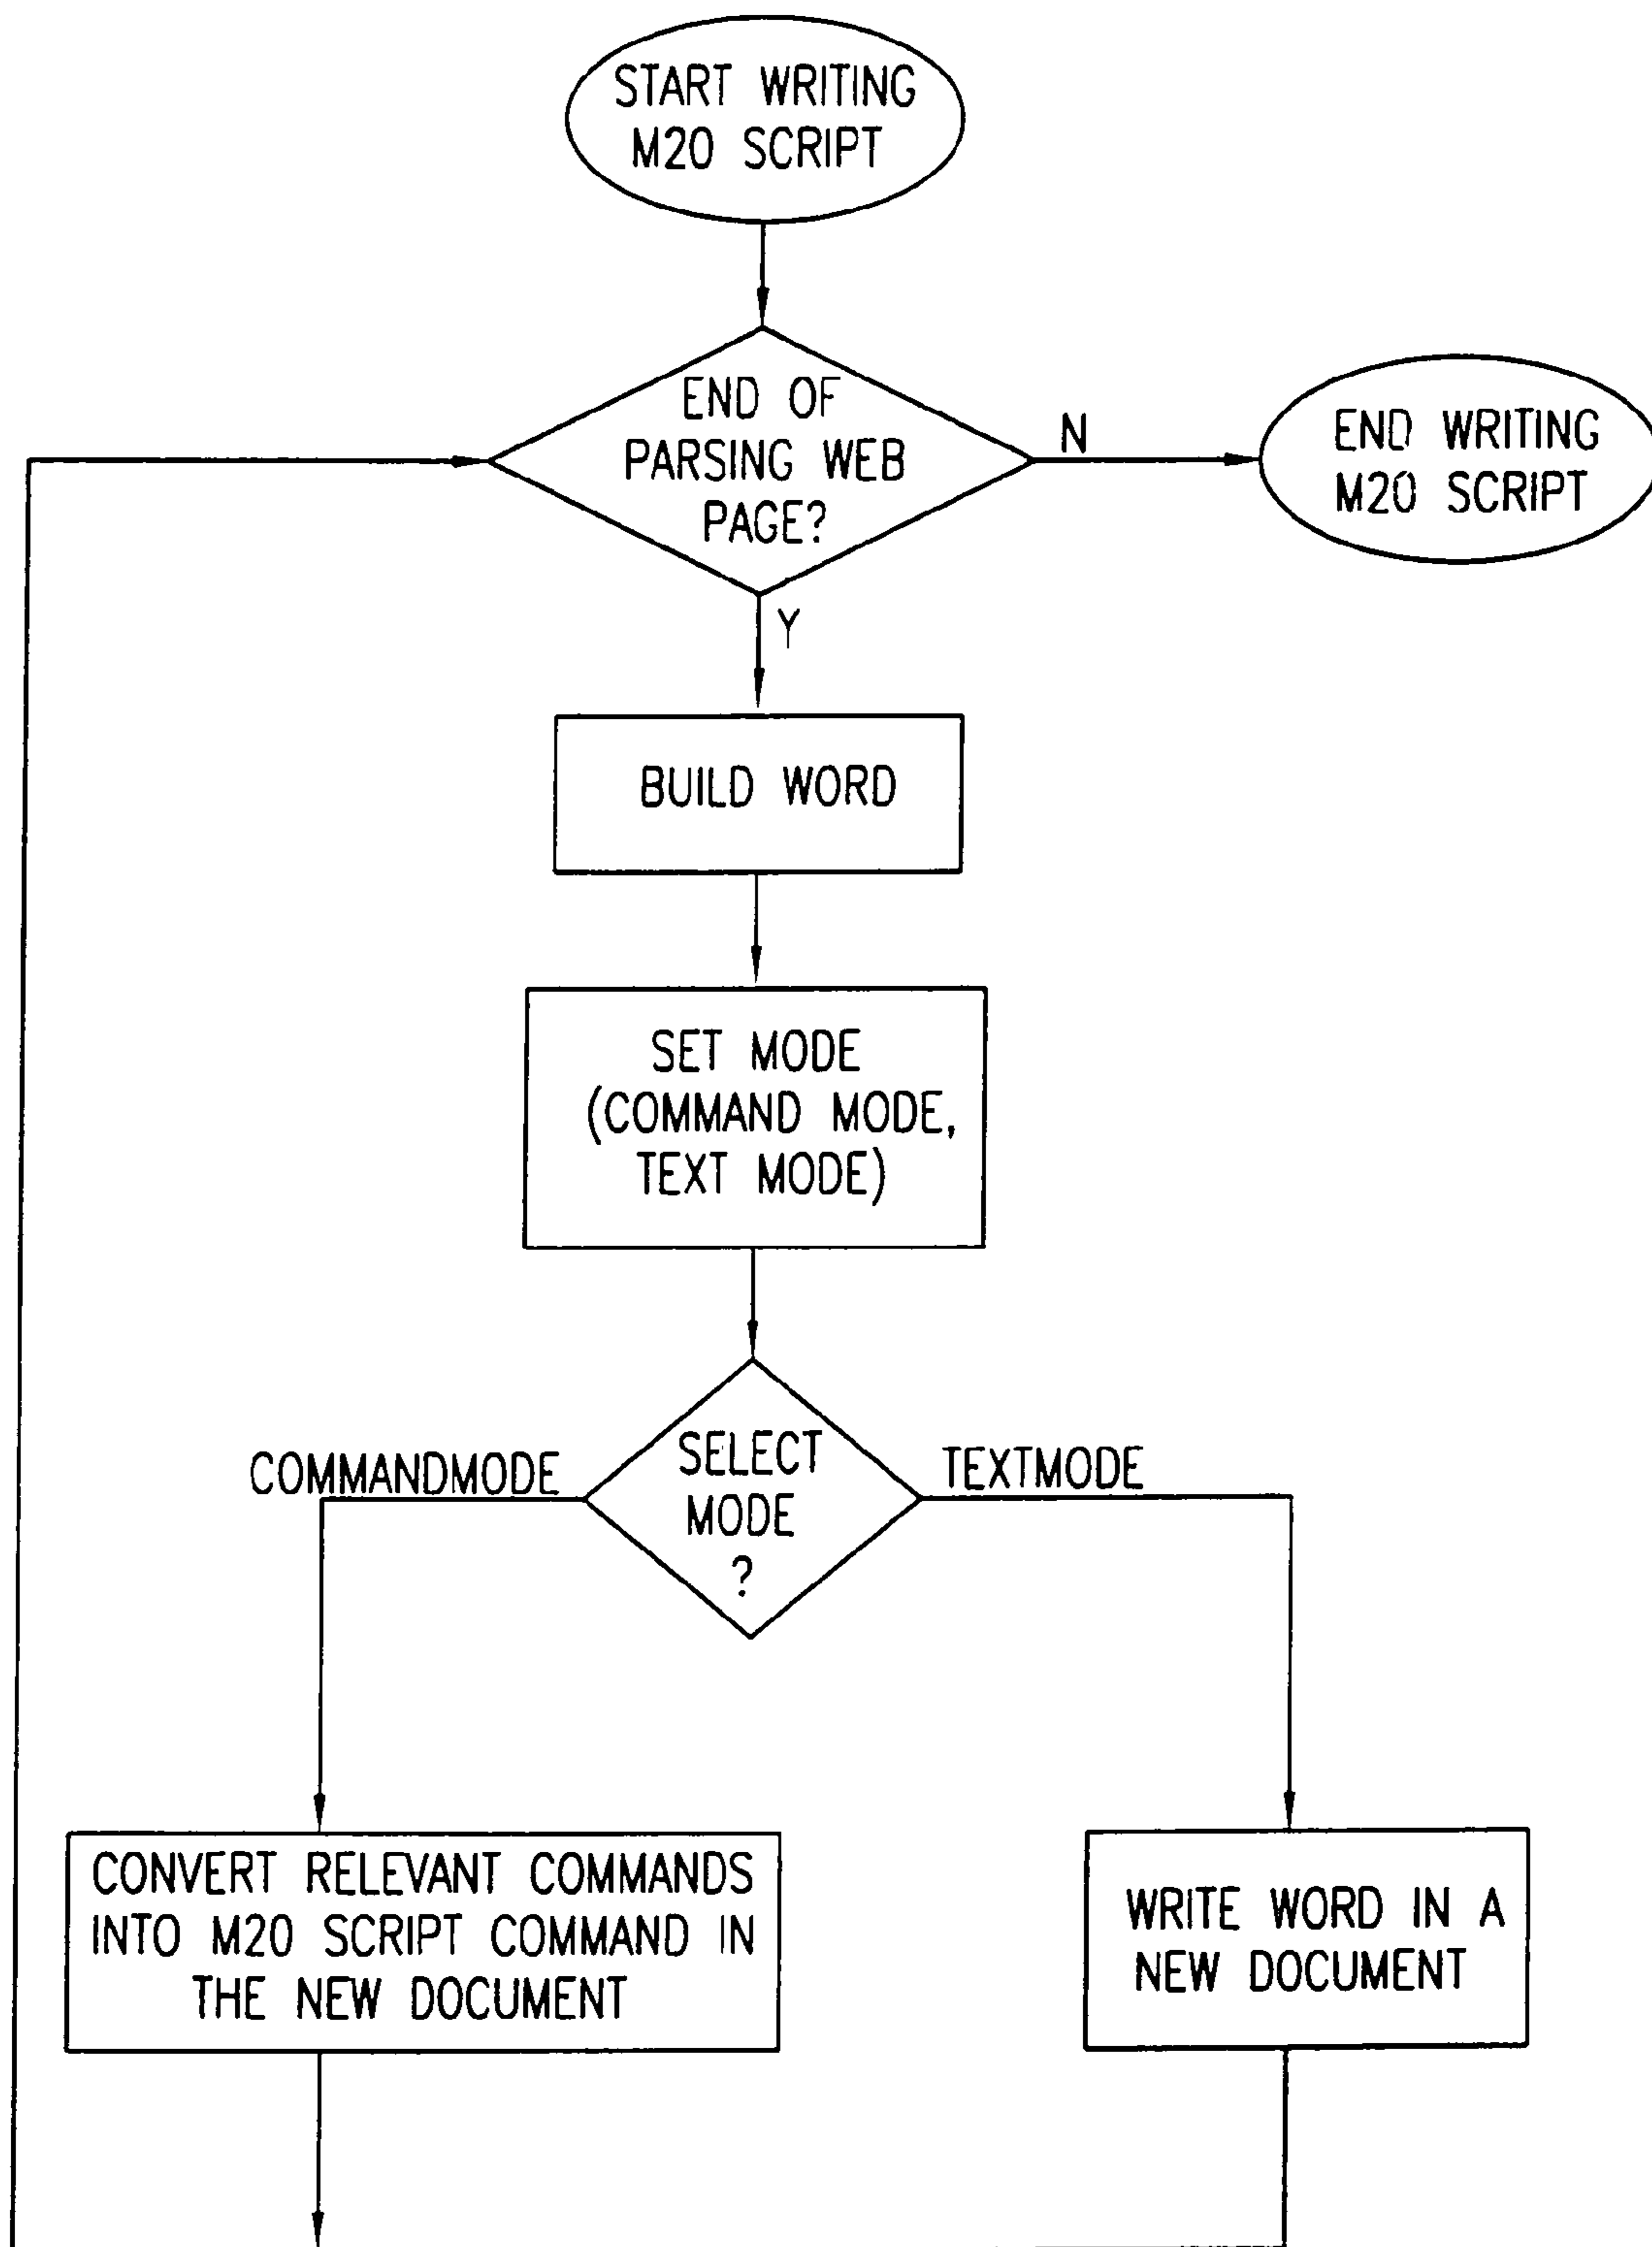 START WRITING
M20 SCRIPT
END OF
PARSING WEB
PAGE?
N
END WRITING
M20 SCRIPT
Y
BUILD WORD
SET MODE
(COMMAND MODE,
TEXT MODE)
SELECT
MODE
?
COMMANDMODE
TEXTMODE
CONVERT RELEVANT COMMANDS
INTO M20 SCRIPT COMMAND IN
THE NEW DOCUMENT
WRITE WORD IN A
NEW DOCUMENT